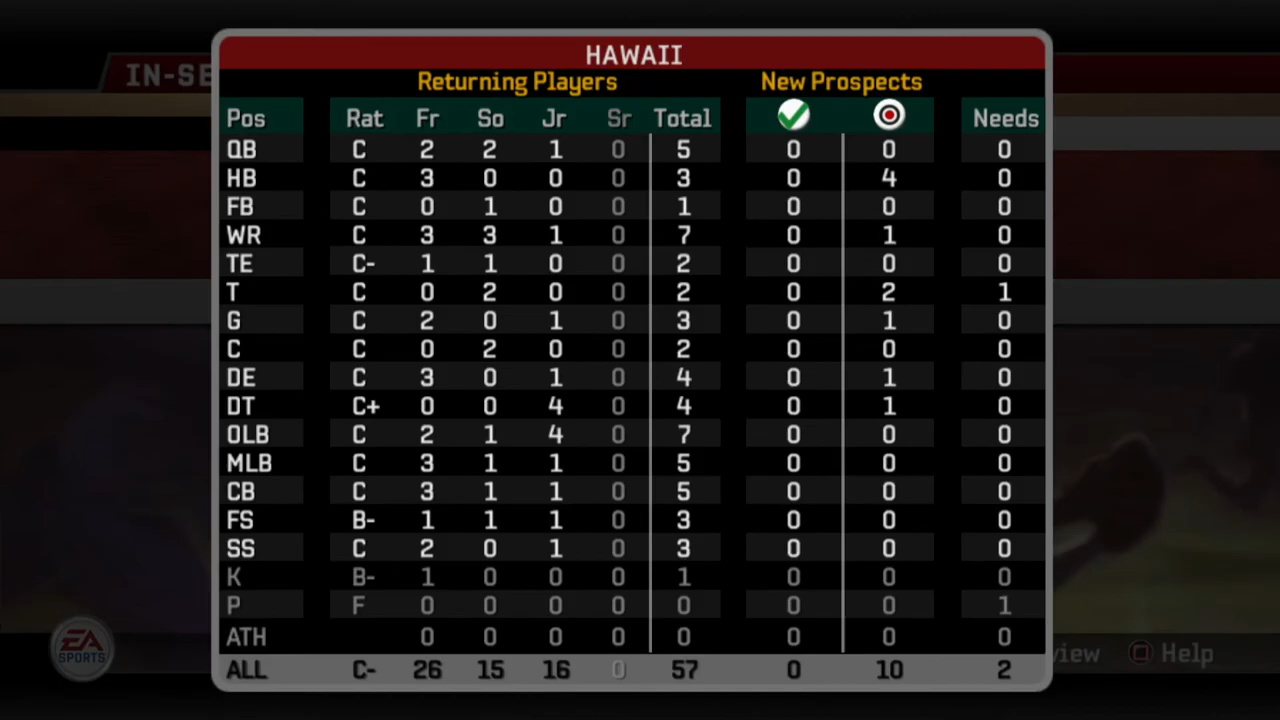 HAWAII
IN-SE
Returning Players New Prospects
Pos Rat Fr So Jr Sr Total Needs
QB C 2 2 1 0 5 0 0 0
HB C 3 0 0 0 3 0 4 0
FB C 0 1 0 0 1 0 0 0
WR C 3 3 1 0 7 0 1 0
TE C- 1 1 0 0 2 0 0 0
T C 0 2 0 0 2 0 2 1
G C 2 0 1 0 3 0 1 0
C C 0 2 0 0 2 0 0 0
DE C 3 0 1 0 4 0 1 0
DT C+ 0 0 4 0 4 0 1 0
OLB C 2 1 4 0 7 0 0 0
MLB C 3 1 1 0 5 0 0 0
CB C 3 1 1 0 5 0 0 0
FS B- 1 1 1 0 3 0 0 0
SS C 2 0 1 0 3 0 0 0
K B- 1 0 0 0 1 0 0 0
P F 0 0 0 0 0 0 0 1
ATH 0 0 0 0 0 0 0 0
ALL C- 26 15 16 0 57 0 10 2
EA SPORTS
view Help